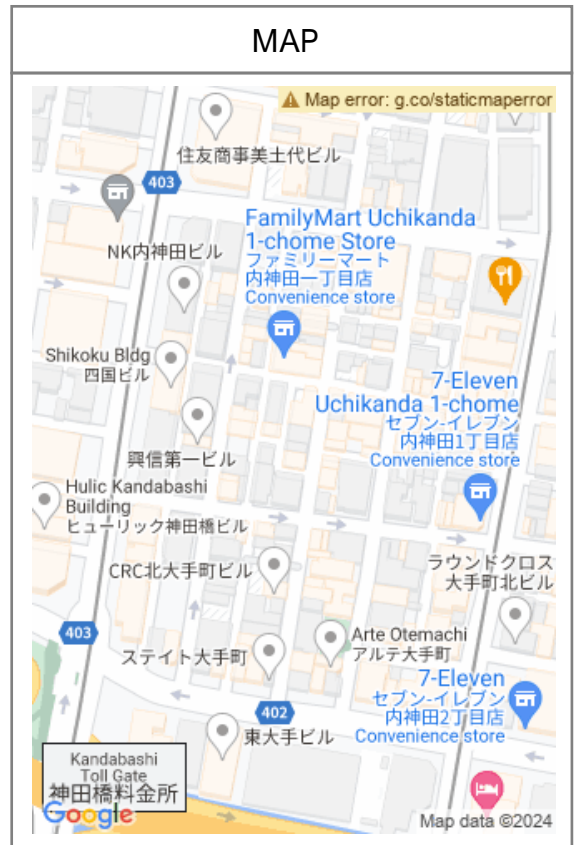 MAP
Map error: g.co/staticmaperror
住友商事美土代ビル
403
FamilyMart Uchikanda
1-chome Store
ファミリーマート
内神田一丁目店
Convenience store
NK内神田ビル
Shikoku Bldg
四国ビル
7-Eleven
Uchikanda 1-chome
セブン-イレブン
内神田1丁目店
Convenience store
興信第一ビル
Hulic Kandabashi
Building
ヒューリック神田橋ビル
CRC北大手町ビル
ラウンドクロス
大手町北ビル
403
Arte Otemachi
アルテ大手町
ステイト大手町
7-Eleven
セブン-イレブン
内神田2丁目店
Convenience store
402
東大手ビル
Kandabashi
Toll Gate
神田橋料金所
Google
Map data ©2024